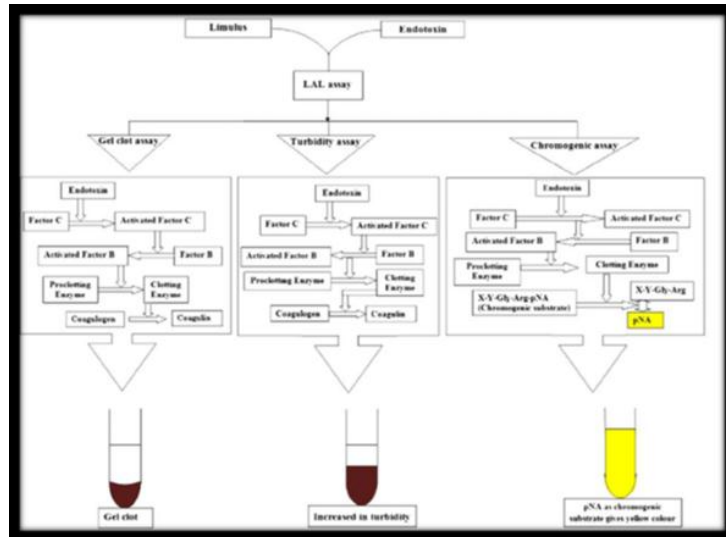 Limulus
Endotoxin
LAL assay
Gel clot assay
Turbidity assay
Chromogenic assay
Endotoxin
Factor C
Activated Factor C
Activated Factor B
Factor B
Proclotting
Enzyme
Clotting
Enzyme
Coagulogen
Coagulin
Endotoxin
Factor C
Activated Factor C
Activated Factor B
Factor B
Proclotting Enzyme
Clotting
Enzyme
Coagulogen
Coagulin
Endotoxin
Factor C
Activated Factor C
Activated Factor B
Factor B
Proclotting
Enzyme
Clotting Enzyme
X-Y-Gly-Arg-pNA
(Chromogenic substrate)
X-Y-Gly-Arg
pNA
Gel clot
Increased in turbidity
pNA as chromogenic
substrate gives yellow colour